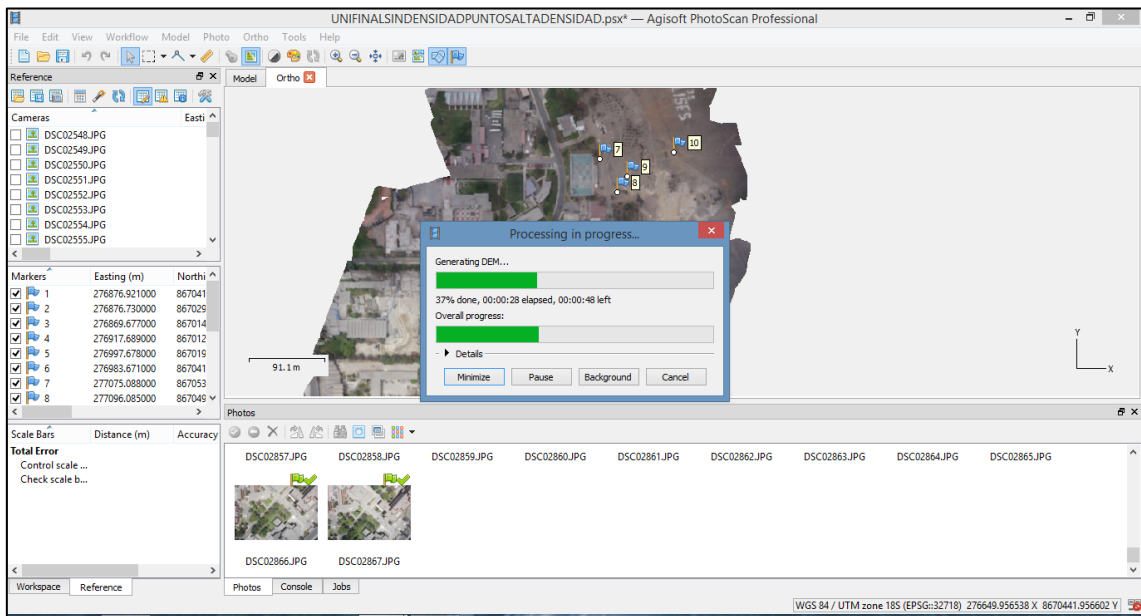 UNIFINALSINDENSIDADPUNTOSALTADENSIDAD.psx* — Agisoft PhotoScan Professional
File Edit View Workflow Model Photo Ortho Tools Help
Reference
Model Ortho
Cameras Easti
DSC02548.JPG
DSC02549.JPG
DSC02550.JPG
DSC02551.JPG
DSC02552.JPG
DSC02553.JPG
DSC02554.JPG
DSC02555.JPG
7
10
9
8
Processing in progress...
Generating DEM...
37% done, 00:00:28 elapsed, 00:00:48 left
Overall progress:
Details
Minimize Pause Background Cancel
91.1 m
Y
X
Markers Easting (m) Northi
1 276876.921000 867041
2 276876.730000 867029
3 276869.677000 867014
4 276917.689000 867012
5 276997.678000 867019
6 276983.671000 867041
7 277075.088000 867053
8 277096.085000 867049
Photos
Scale Bars Distance (m) Accuracy
Total Error
Control scale ...
Check scale b...
DSC02857.JPG DSC02858.JPG DSC02859.JPG DSC02860.JPG DSC02861.JPG DSC02862.JPG DSC02863.JPG DSC02864.JPG DSC02865.JPG
DSC02866.JPG DSC02867.JPG
Workspace Reference
Photos Console Jobs
WGS 84 / UTM zone 18S (EPSG::32718) 276649.956538 X 8670441.956602 Y